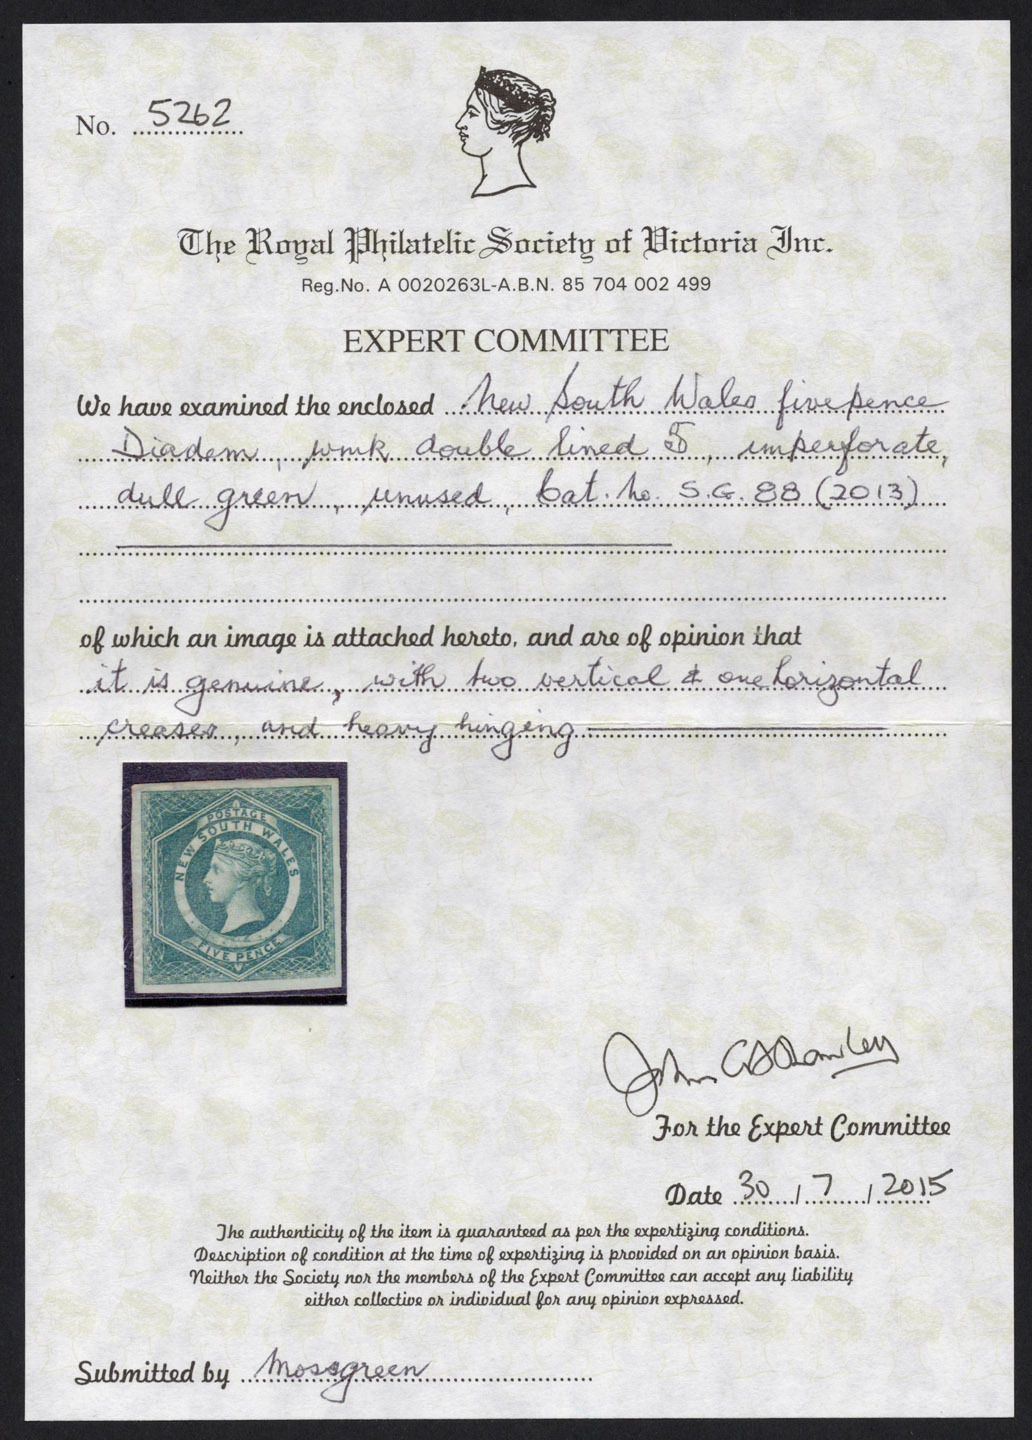 No. 5262
The Royal Philatelic Society of Victoria Inc.
Reg.No. A 0020263L-A.B.N. 85 704 002 499
EXPERT COMMITTEE
We have examined the enclosed New South Wales five pence
Diadem, wmk double lined 5, imperforate,
dull green, unused, Cat. No. S.G. 88 (2013)
of which an image is attached hereto, and are of opinion that
it is genuine, with two vertical & one horizontal
creases, and heavy hinging
POSTAGE
NEW SOUTH WALES
FIVE PENCE
John
For the Expert Committee
Date 30 / 7 / 2015
The authenticity of the item is guaranteed as per the expertizing conditions.
Description of condition at the time of expertizing is provided on an opinion basis.
Neither the Society nor the members of the Expert Committee can accept any liability
either collective or individual for any opinion expressed.
Submitted by Mossgreen